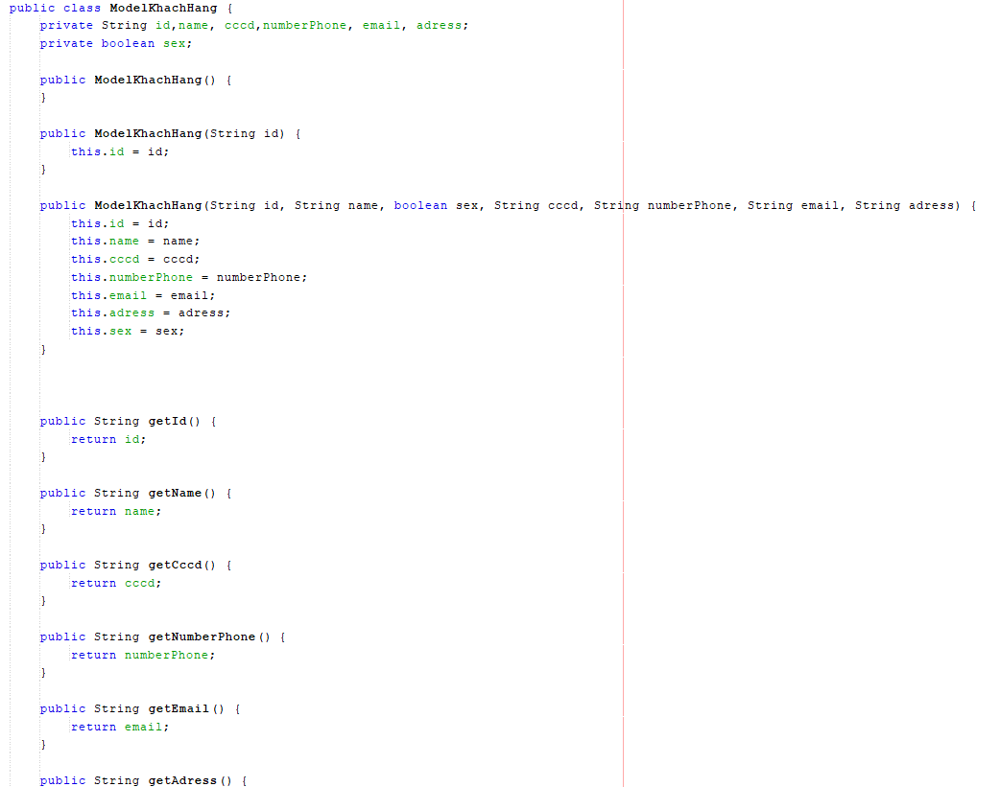 public class ModelKhachHang {
    private String id,name, cccd,numberPhone, email, adress;
    private boolean sex;
    public ModelKhachHang() {
    }
    public ModelKhachHang(String id) {
        this.id = id;
    }
    public ModelKhachHang(String id, String name, boolean sex, String cccd, String numberPhone, String email, String adress) {
        this.id = id;
        this.name = name;
        this.cccd = cccd;
        this.numberPhone = numberPhone;
        this.email = email;
        this.adress = adress;
        this.sex = sex;
    }
    public String getId() {
        return id;
    }
    public String getName() {
        return name;
    }
    public String getCccd() {
        return cccd;
    }
    public String getNumberPhone() {
        return numberPhone;
    }
    public String getEmail() {
        return email;
    }
    public String getAdress() {